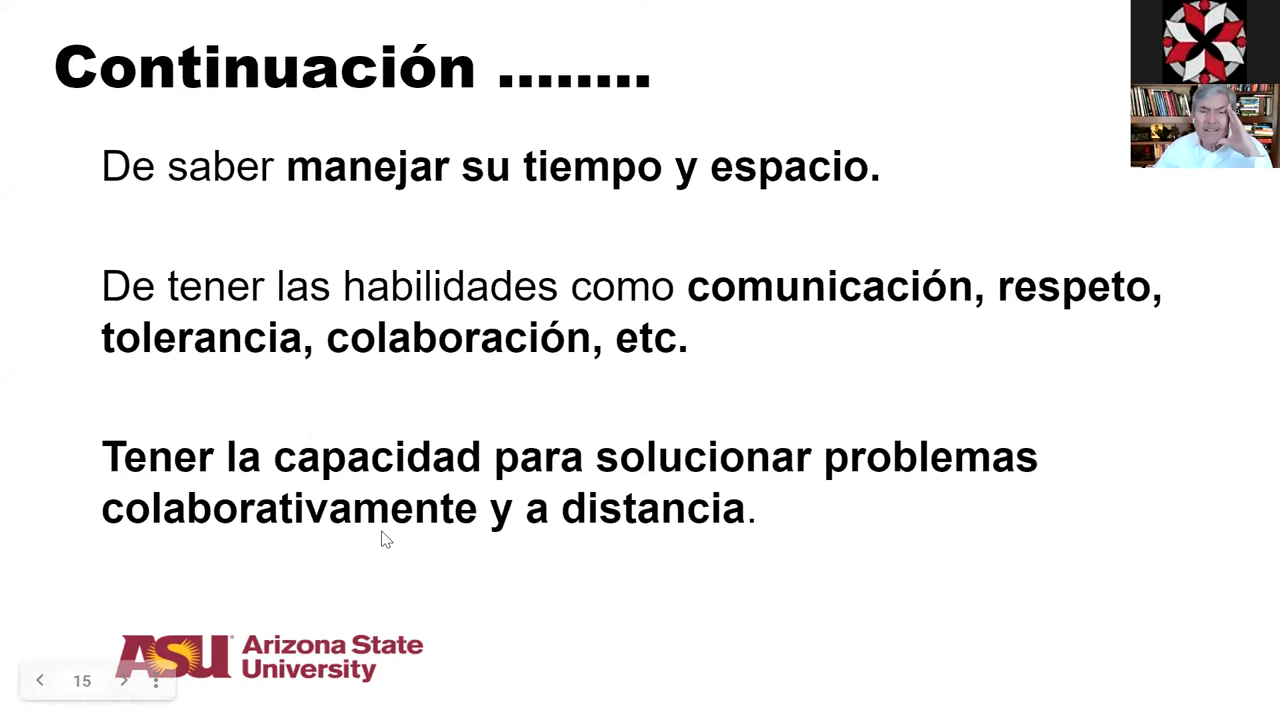 Continuación ........
De saber manejar su tiempo y espacio.
De tener las habilidades como comunicación, respeto,
tolerancia, colaboración, etc.
Tener la capacidad para solucionar problemas
colaborativamente y a distancia.
ASU Arizona State
University
15